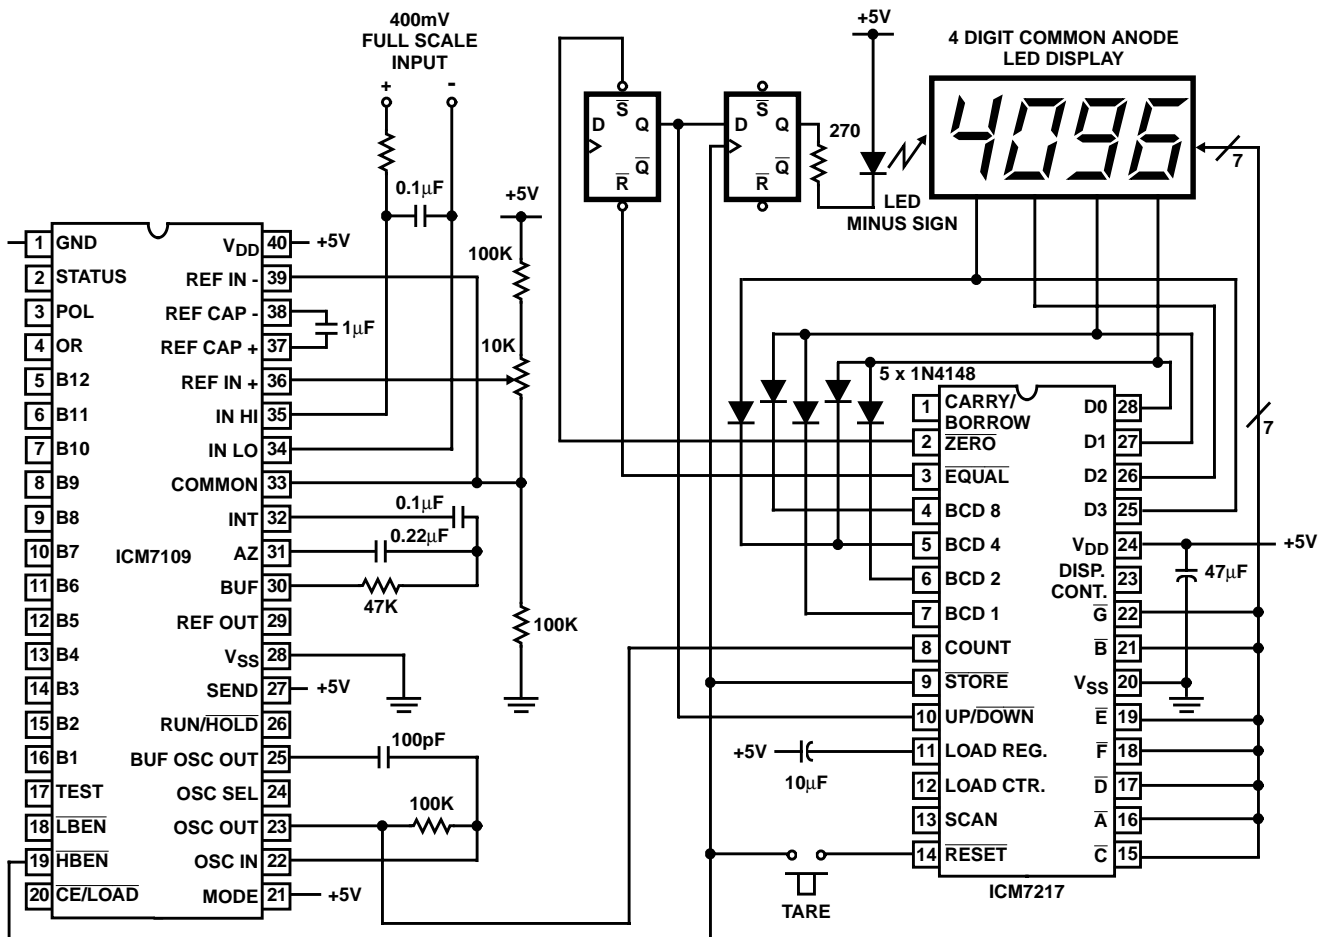 400mV
FULL SCALE
INPUT
+
-
0.1μF
+5V
100K
10K
1 GND
2 STATUS
3 POL
4 OR
5 B12
6 B11
7 B10
8 B9
9 B8
10 B7
11 B6
12 B5
13 B4
14 B3
15 B2
16 B1
17 TEST
18 LBEN
19 HBEN
20 CE/LOAD
ICM7109
VDD 40 +5V
REF IN - 39
REF CAP - 38
1μF
REF CAP + 37
REF IN + 36
IN HI 35
IN LO 34
COMMON 33
INT 32
0.1μF
AZ 31
0.22μF
BUF 30
47K
REF OUT 29
100K
VSS 28
SEND 27 +5V
RUN/HOLD 26
BUF OSC OUT 25
100pF
OSC SEL 24
OSC OUT 23
100K
OSC IN 22
MODE 21 +5V
S
D Q
Q
R
S
D Q
Q
R
270
+5V
LED
MINUS SIGN
4 DIGIT COMMON ANODE
LED DISPLAY
4096
7
7
5 x 1N4148
1 CARRY/
BORROW
2 ZERO
3 EQUAL
4 BCD 8
5 BCD 4
6 BCD 2
7 BCD 1
8 COUNT
9 STORE
10 UP/DOWN
+5V
10μF
11 LOAD REG.
12 LOAD CTR.
13 SCAN
14 RESET
TARE
D0 28
D1 27
D2 26
D3 25
VDD 24
+5V
DISP.
CONT. 23
47μF
G 22
B 21
VSS 20
E 19
F 18
D 17
A 16
C 15
ICM7217